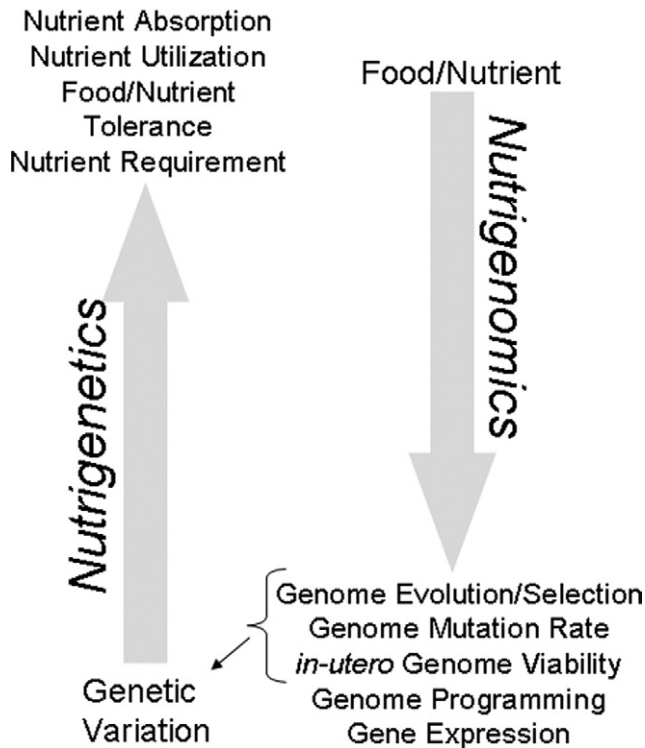 Nutrient Absorption
Nutrient Utilization
Food/Nutrient
Tolerance
Nutrient Requirement
Nutrigenetics
Genetic
Variation
Food/Nutrient
Nutrigenomics
Genome Evolution/Selection
Genome Mutation Rate
in-utero Genome Viability
Genome Programming
Gene Expression